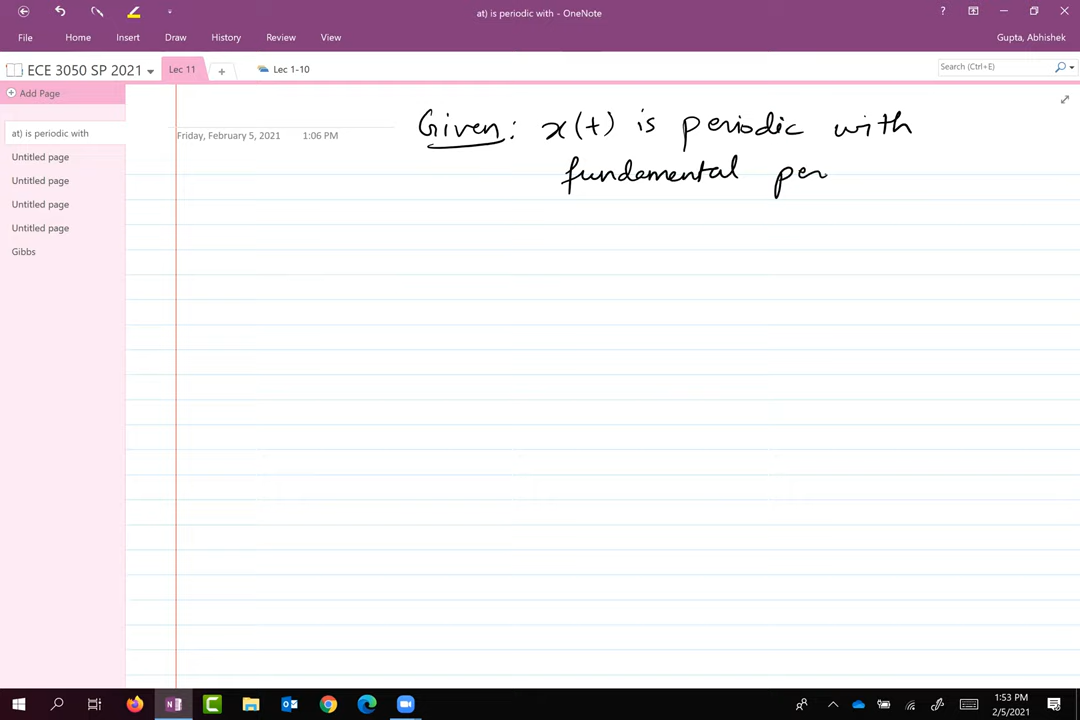 at) is periodic with - OneNote
?
File
Home
Insert
Draw
History
Review
View
Gupta, Abhishek
ECE 3050 SP 2021
Lec 11
+
Lec 1-10
Search (Ctrl+E)
Add Page
at) is periodic with
Untitled page
Untitled page
Untitled page
Untitled page
Gibbs
Friday, February 5, 2021 1:06 PM
Given: x(t) is periodic with
fundamental per
1:53 PM
2/5/2021